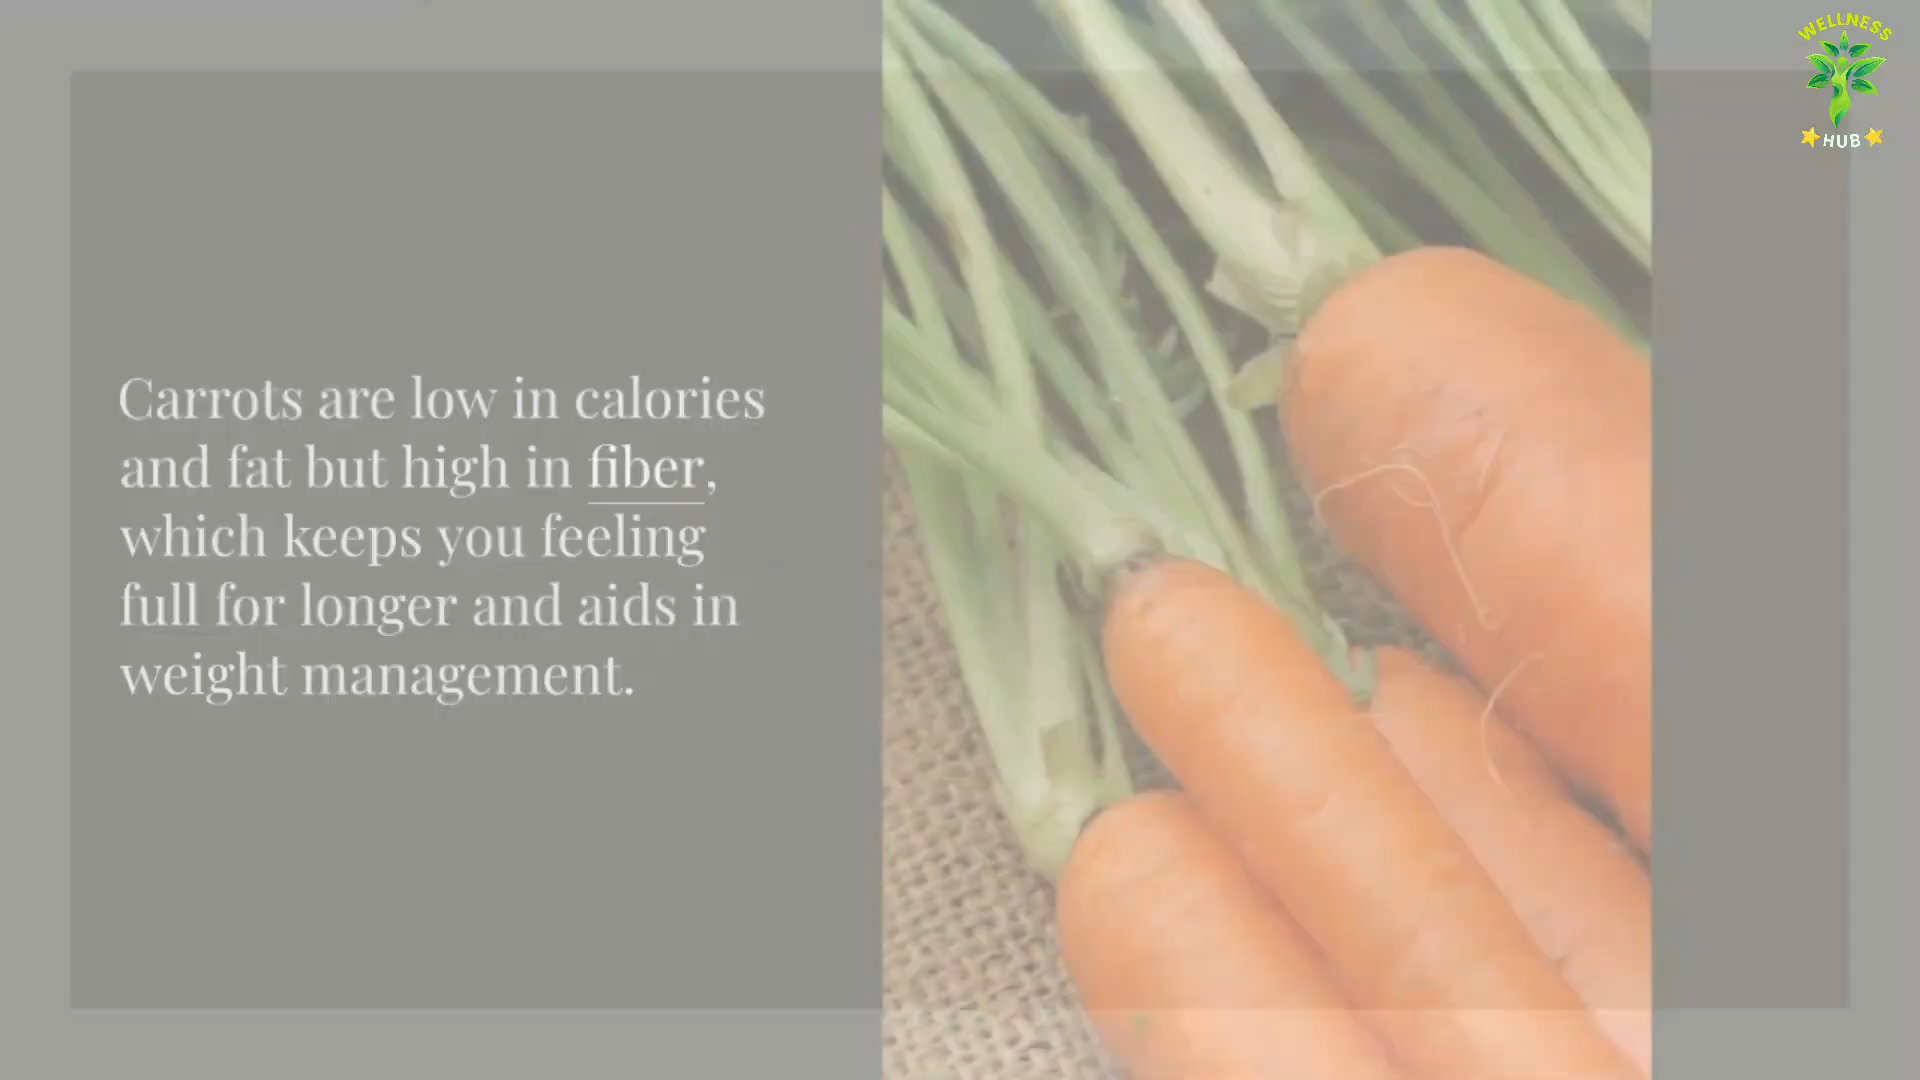 WELLNESS
HUB
Carrots are low in calories
and fat but high in fiber,
which keeps you feeling
full for longer and aids in
weight management.